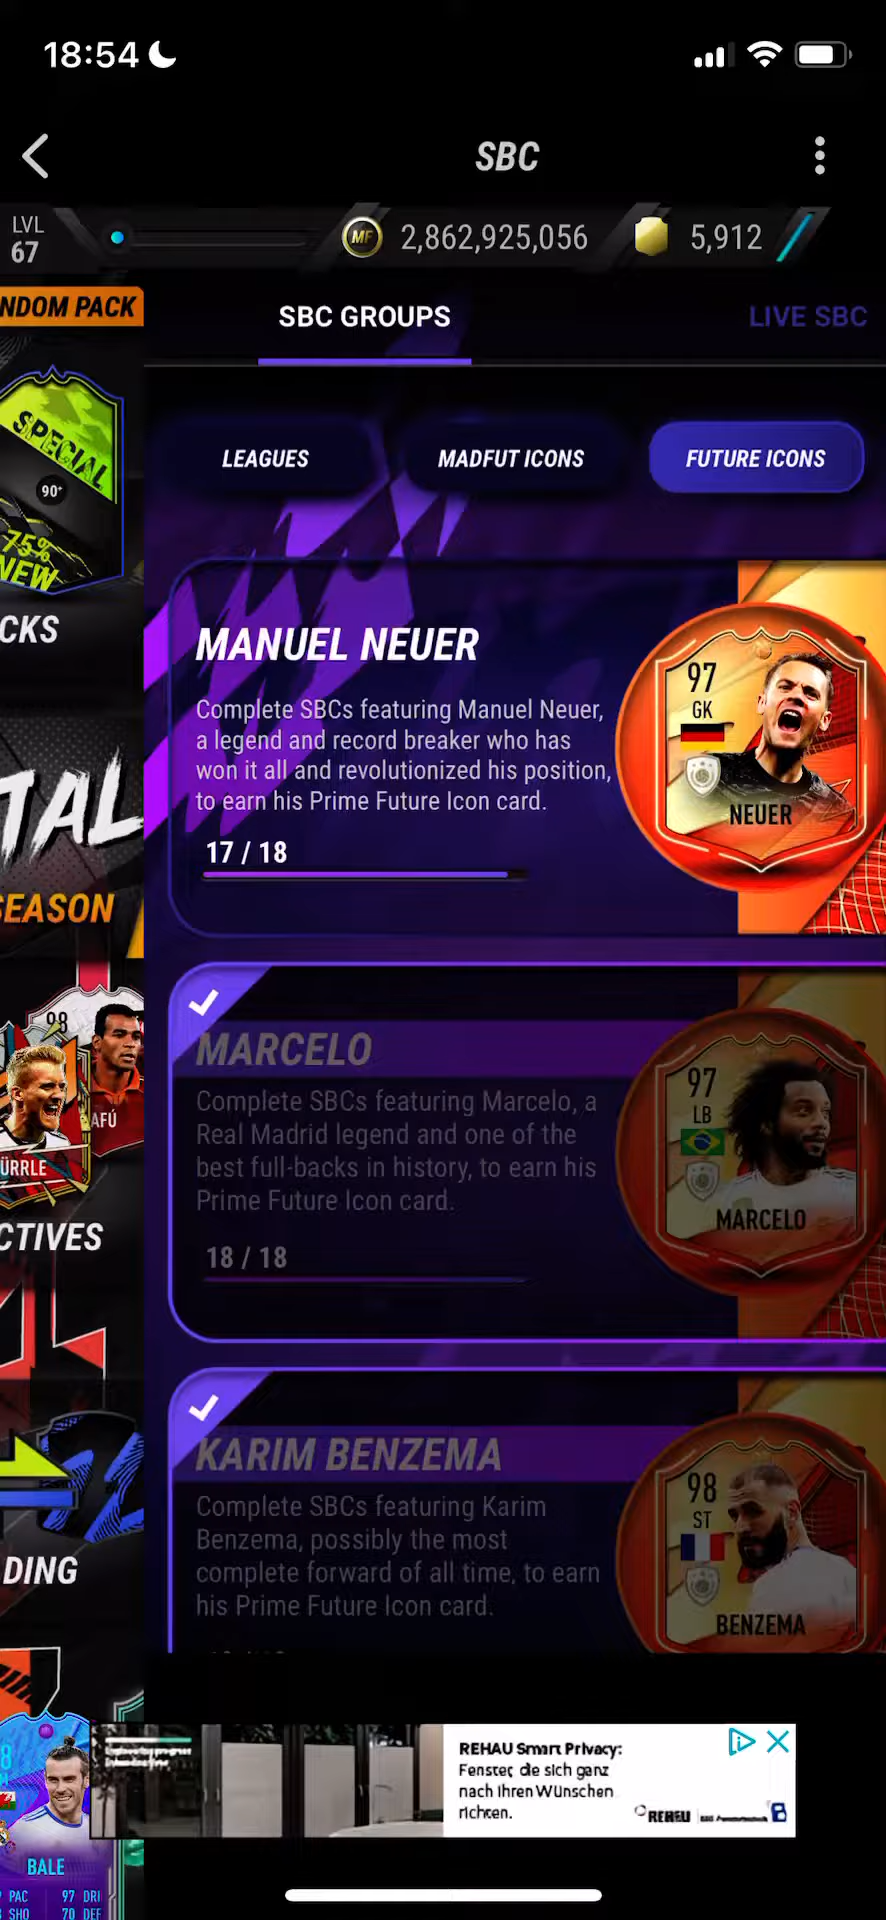 18:54
SBC
LVL
67
MF
2,862,925,056
5,912
NDOM PACK
SBC GROUPS
LIVE SBC
SPECIAL
90+
75%
NEW
CKS
LEAGUES
MADFUT ICONS
FUTURE ICONS
MANUEL NEUER
Complete SBCs featuring Manuel Neuer,
a legend and record breaker who has
won it all and revolutionized his position,
to earn his Prime Future Icon card.
17 / 18
97
GK
NEUER
TAL
SEASON
MARCELO
Complete SBCs featuring Marcelo, a
Real Madrid legend and one of the
best full-backs in history, to earn his
Prime Future Icon card.
18 / 18
97
LB
MARCELO
98
AFÚ
ÜRRLE
CTIVES
KARIM BENZEMA
Complete SBCs featuring Karim
Benzema, possibly the most
complete forward of all time, to earn
his Prime Future Icon card.
98
ST
BENZEMA
DING
REHAU Smart Privacy:
Fenster, die sich ganz
nach Ihren Wünschen
richten.
REHAU
8
BALE
PAC
97 DRI
SHO
70 DEF